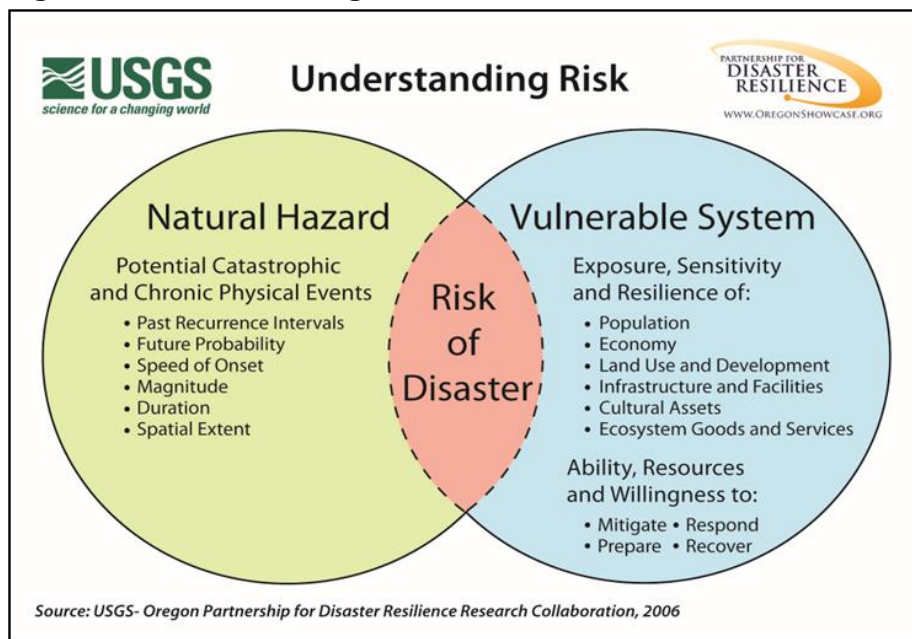 USGS
science for a changing world
Understanding Risk
PARTNERSHIP FOR
DISASTER
RESILIENCE
WWW.OREGONSHOWCASE.ORG
Natural Hazard
Potential Catastrophic
and Chronic Physical Events
• Past Recurrence Intervals
• Future Probability
• Speed of Onset
• Magnitude
• Duration
• Spatial Extent
Risk
of
Disaster
Vulnerable System
Exposure, Sensitivity
and Resilience of:
• Population
• Economy
• Land Use and Development
• Infrastructure and Facilities
• Cultural Assets
• Ecosystem Goods and Services
Ability, Resources
and Willingness to:
• Mitigate • Respond
• Prepare • Recover
Source: USGS- Oregon Partnership for Disaster Resilience Research Collaboration, 2006